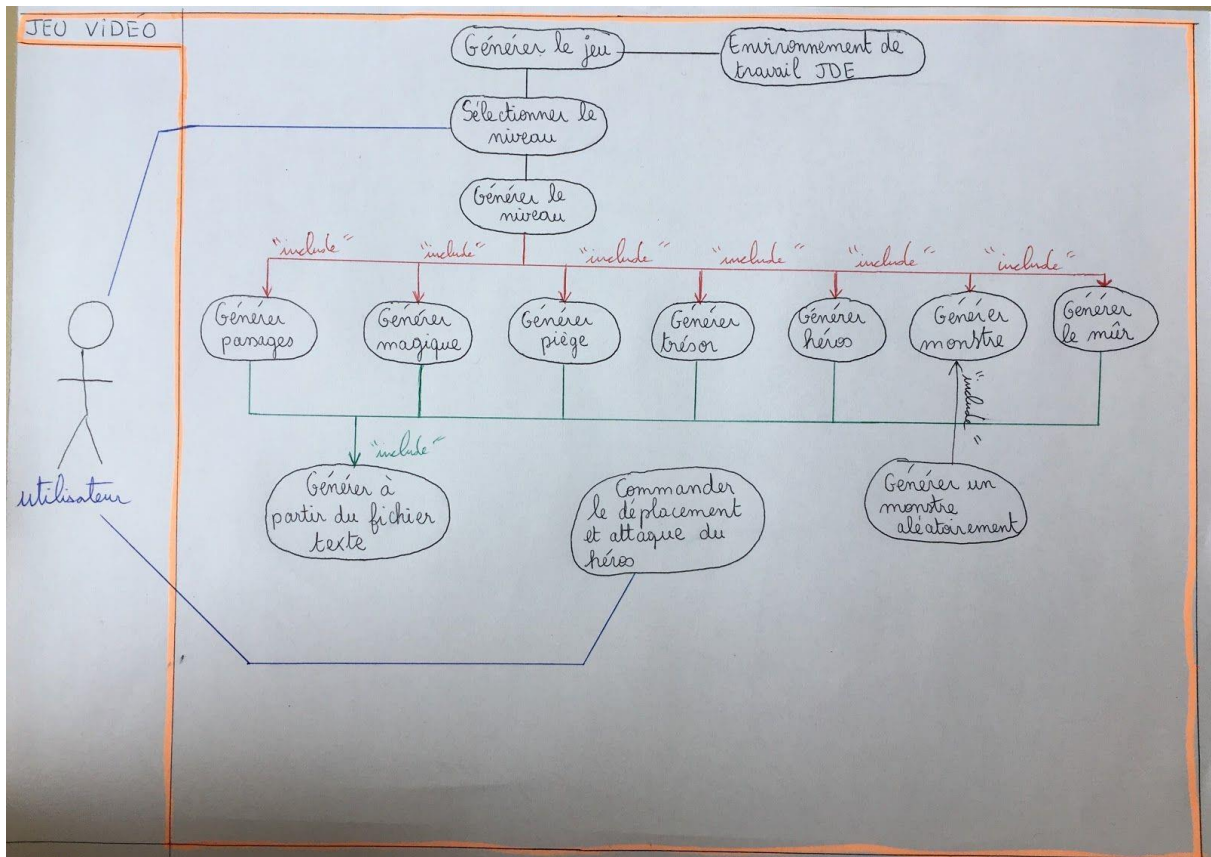 JEU VIDÉO
Générer le jeu
Environnement de
travail JDE
Sélectionner le
niveau
Générer le
niveau
"include"
"include"
"include"
"include"
"include"
"include"
Générer
passages
Générer
magique
Générer
piège
Générer
trésor
Générer
héros
Générer
monstre
Générer
le mûr
"include"
"include"
utilisateur
Générer à
partir du fichier
texte
Commander
le déplacement
et attaque du
héros
Générer un
monstre
aléatoirement